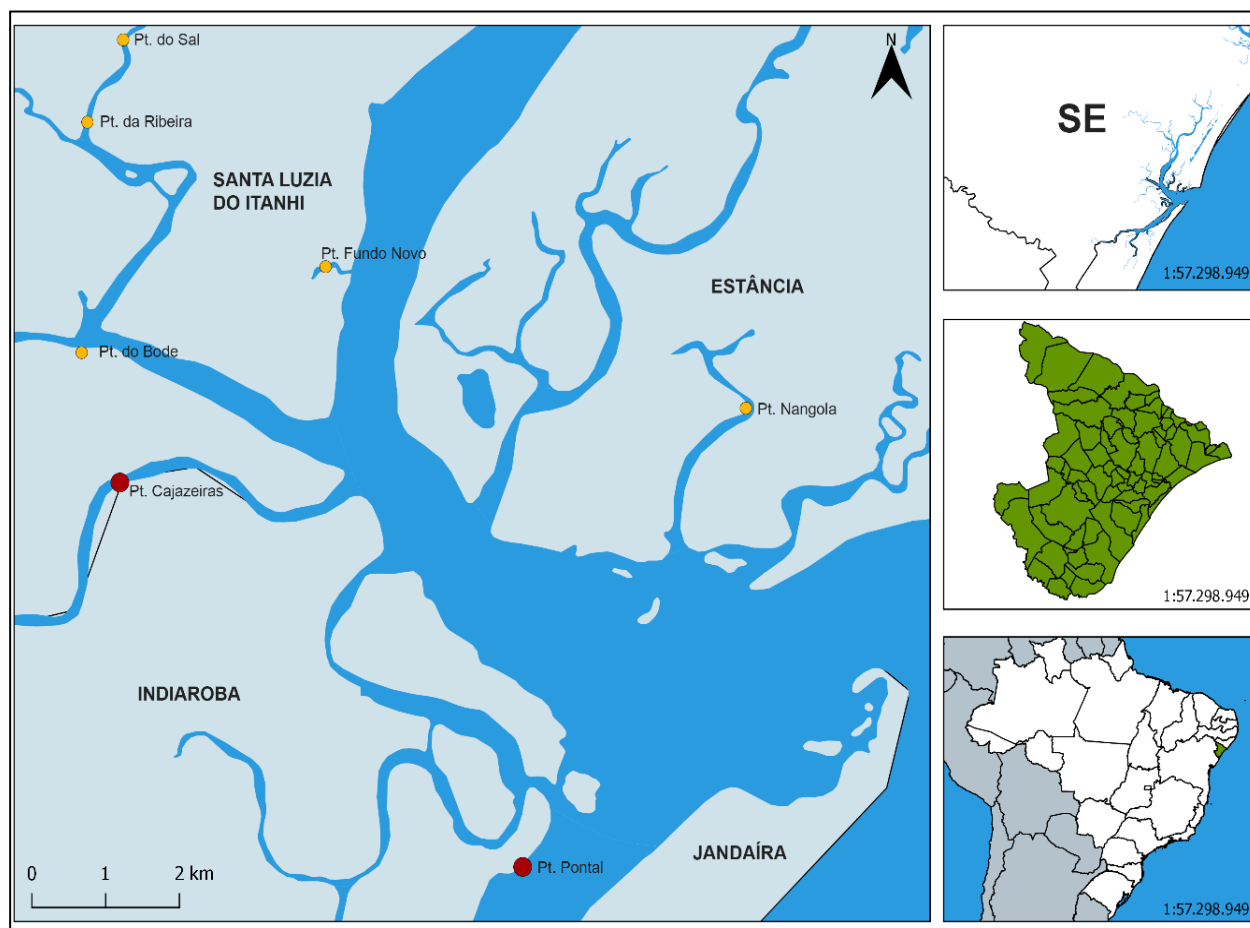 Pt. do Sal
N
Pt. da Ribeira
SANTA LUZIA
DO ITANHI
Pt. Fundo Novo
ESTÂNCIA
Pt. do Bode
Pt. Nangola
Pt. Cajazeiras
INDIAROBA
JANDAÍRA
Pt. Pontal
0 1 2 km
SE
1:57.298.949
1:57.298.949
1:57.298.949